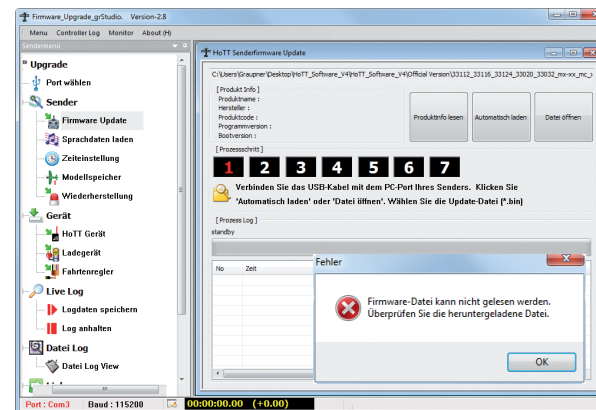 Firmware_Upgrade_grStudio. Version-2.8
Menu Controller Log Monitor About (H)
Sendermenü
Upgrade
Port wählen
Sender
Firmware Update
Sprachdaten laden
Zeiteinstellung
Modellspeicher
Wiederherstellung
Gerät
HoTT Gerät
Ladegerät
Fahrtenregler
Live Log
Logdaten speichern
Log anhalten
Datei Log
Datei Log View
HoTT Senderfirmware Update
C:\Users\Graupner\Desktop\HoTT_Software_V4\HoTT_Software_V4\Official Version\33112_33116_33124_33020_33032_mx-xx_mc_x
[ Produkt Info ]
Produktname :
Hersteller :
Produktcode :
Programmversion :
Bootversion :
Produktinfo lesen Automatisch laden Datei öffnen
[ Prozessschritt ]
1 2 3 4 5 6 7
Verbinden Sie das USB-Kabel mit dem PC-Port Ihres Senders. Klicken Sie
'Automatisch laden' oder 'Datei öffnen'. Wählen Sie die Update-Datei (*.bin)
[ Prozess Log ]
standby
No Zeit
Fehler
Firmware-Datei kann nicht gelesen werden.
Überprüfen Sie die heruntergeladene Datei.
OK
Port : Com3 Baud : 115200 00:00:00.00 (+0.00)